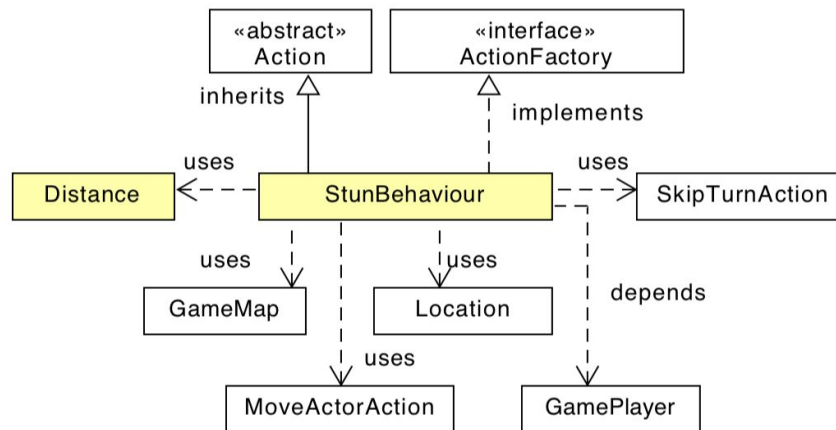 «abstract»
Action
«interface»
ActionFactory
inherits
implements
uses
uses
Distance
StunBehaviour
SkipTurnAction
uses
uses
GameMap
Location
depends
uses
MoveActorAction
GamePlayer